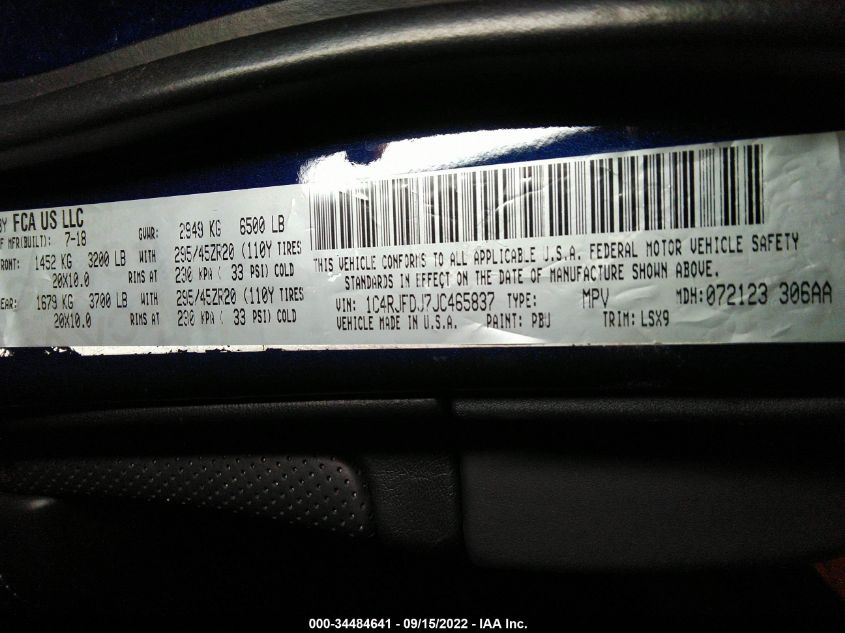 BY FCA US LLC
OF MFR(BUILT): 7-18
GVWR: 2949 KG 6500 LB
FRONT: 1452 KG 3200 LB WITH 295/45ZR20 (110Y TIRES
20X10.0 RIMS AT 230 KPA ( 33 PSI) COLD
EAR: 1679 KG 3700 LB WITH 295/45ZR20 (110Y TIRES
20X10.0 RIMS AT 230 KPA ( 33 PSI) COLD
THIS VEHICLE CONFORMS TO ALL APPLICABLE U.S.A. FEDERAL MOTOR VEHICLE SAFETY
STANDARDS IN EFFECT ON THE DATE OF MANUFACTURE SHOWN ABOVE.
VIN: 1C4RJFDJ7JC465837 TYPE: MPV MDH:072123 306AA
VEHICLE MADE IN U.S.A. PAINT: PBJ TRIM: LSX9
000-34484641 - 09/15/2022 - IAA Inc.